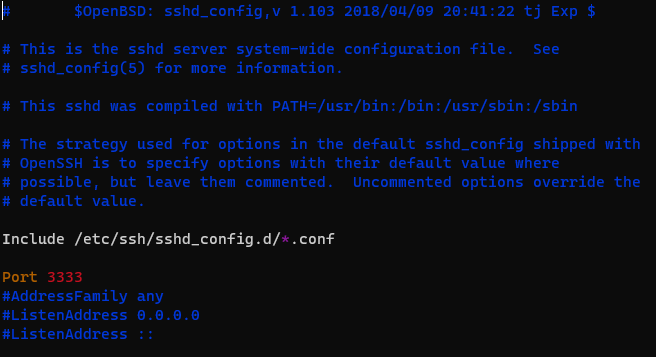 #       $OpenBSD: sshd_config,v 1.103 2018/04/09 20:41:22 tj Exp $
# This is the sshd server system-wide configuration file.  See
# sshd_config(5) for more information.
# This sshd was compiled with PATH=/usr/bin:/bin:/usr/sbin:/sbin
# The strategy used for options in the default sshd_config shipped with
# OpenSSH is to specify options with their default value where
# possible, but leave them commented.  Uncommented options override the
# default value.
Include /etc/ssh/sshd_config.d/*.conf
Port 3333
#AddressFamily any
#ListenAddress 0.0.0.0
#ListenAddress ::